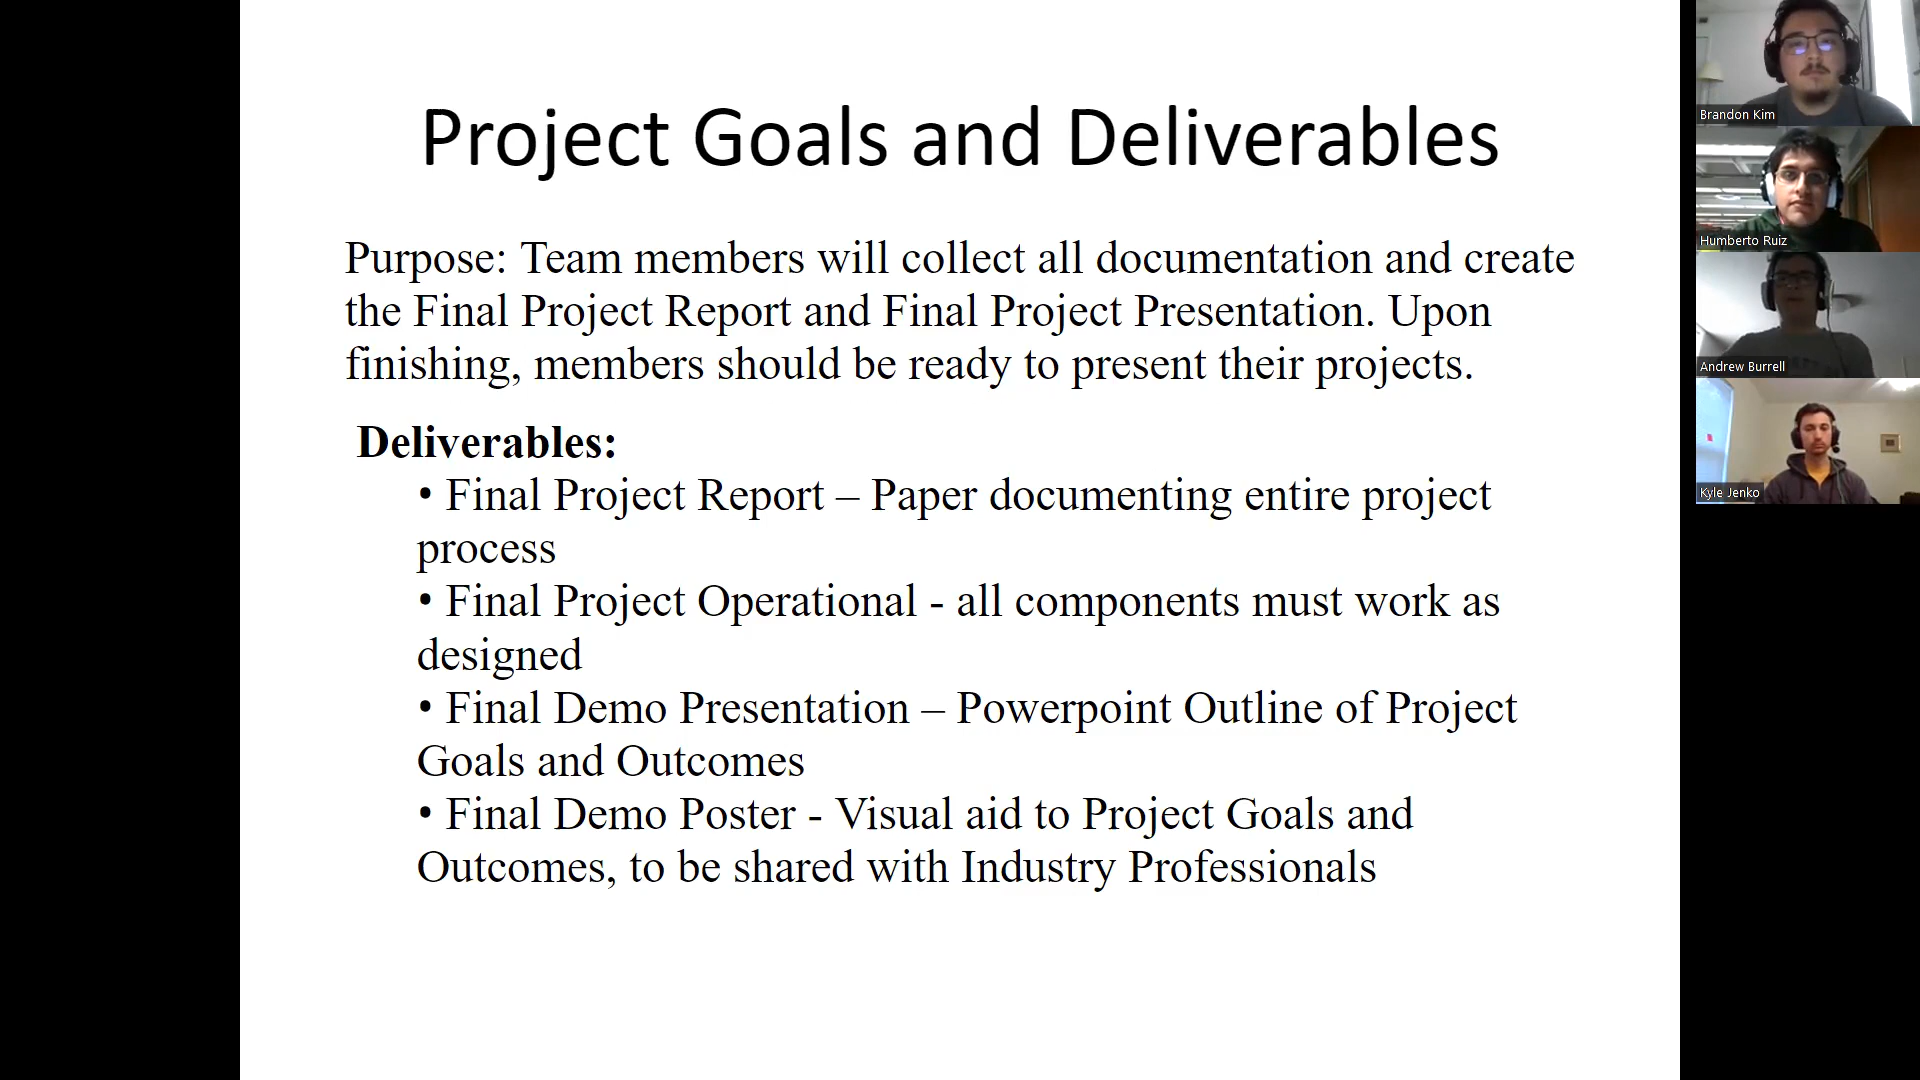 Project Goals and Deliverables
Purpose: Team members will collect all documentation and create
the Final Project Report and Final Project Presentation. Upon
finishing, members should be ready to present their projects.
Deliverables:
• Final Project Report – Paper documenting entire project
process
• Final Project Operational - all components must work as
designed
• Final Demo Presentation – Powerpoint Outline of Project
Goals and Outcomes
• Final Demo Poster - Visual aid to Project Goals and
Outcomes, to be shared with Industry Professionals
Brandon Kim
Humberto Ruiz
Andrew Burrell
Kyle Jenko